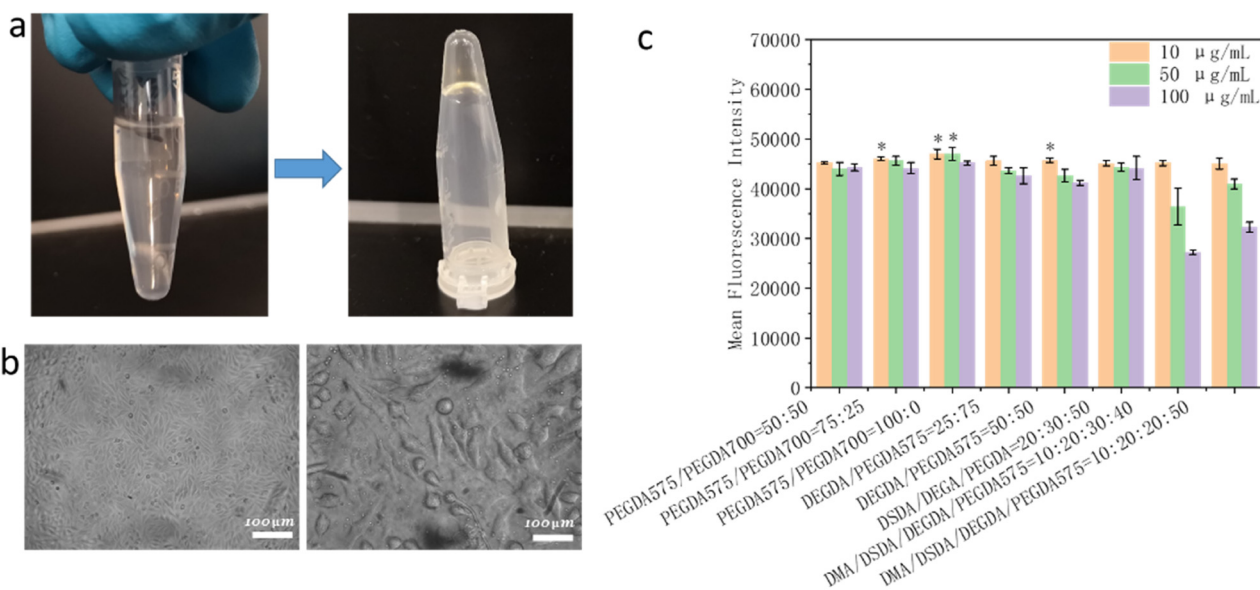 a
b
100μm
100μm
c
70000
60000
50000
40000
30000
20000
10000
0
Mean Fluorescence Intensity
10 μg/mL
50 μg/mL
100 μg/mL
*
* *
*
PEGDA575/PEGDA700=50:50
PEGDA575/PEGDA700=75:25
PEGDA575/PEGDA700=100:0
DEGDA/PEGDA575=25:75
DEGDA/PEGDA575=50:50
DSDA/DEGA/PEGDA=20:30:50
DMA/DSDA/DEGDA/PEGDA575=10:20:30:40
DMA/DSDA/DEGDA/PEGDA575=10:20:20:50